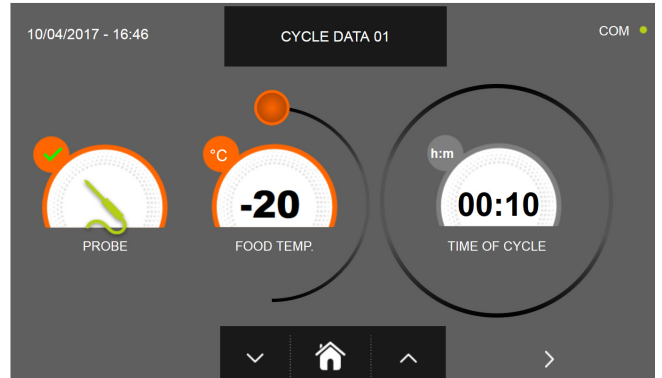 10/04/2017 - 16:46
CYCLE DATA 01
COM
°C
h:m
-20
00:10
PROBE
FOOD TEMP.
TIME OF CYCLE